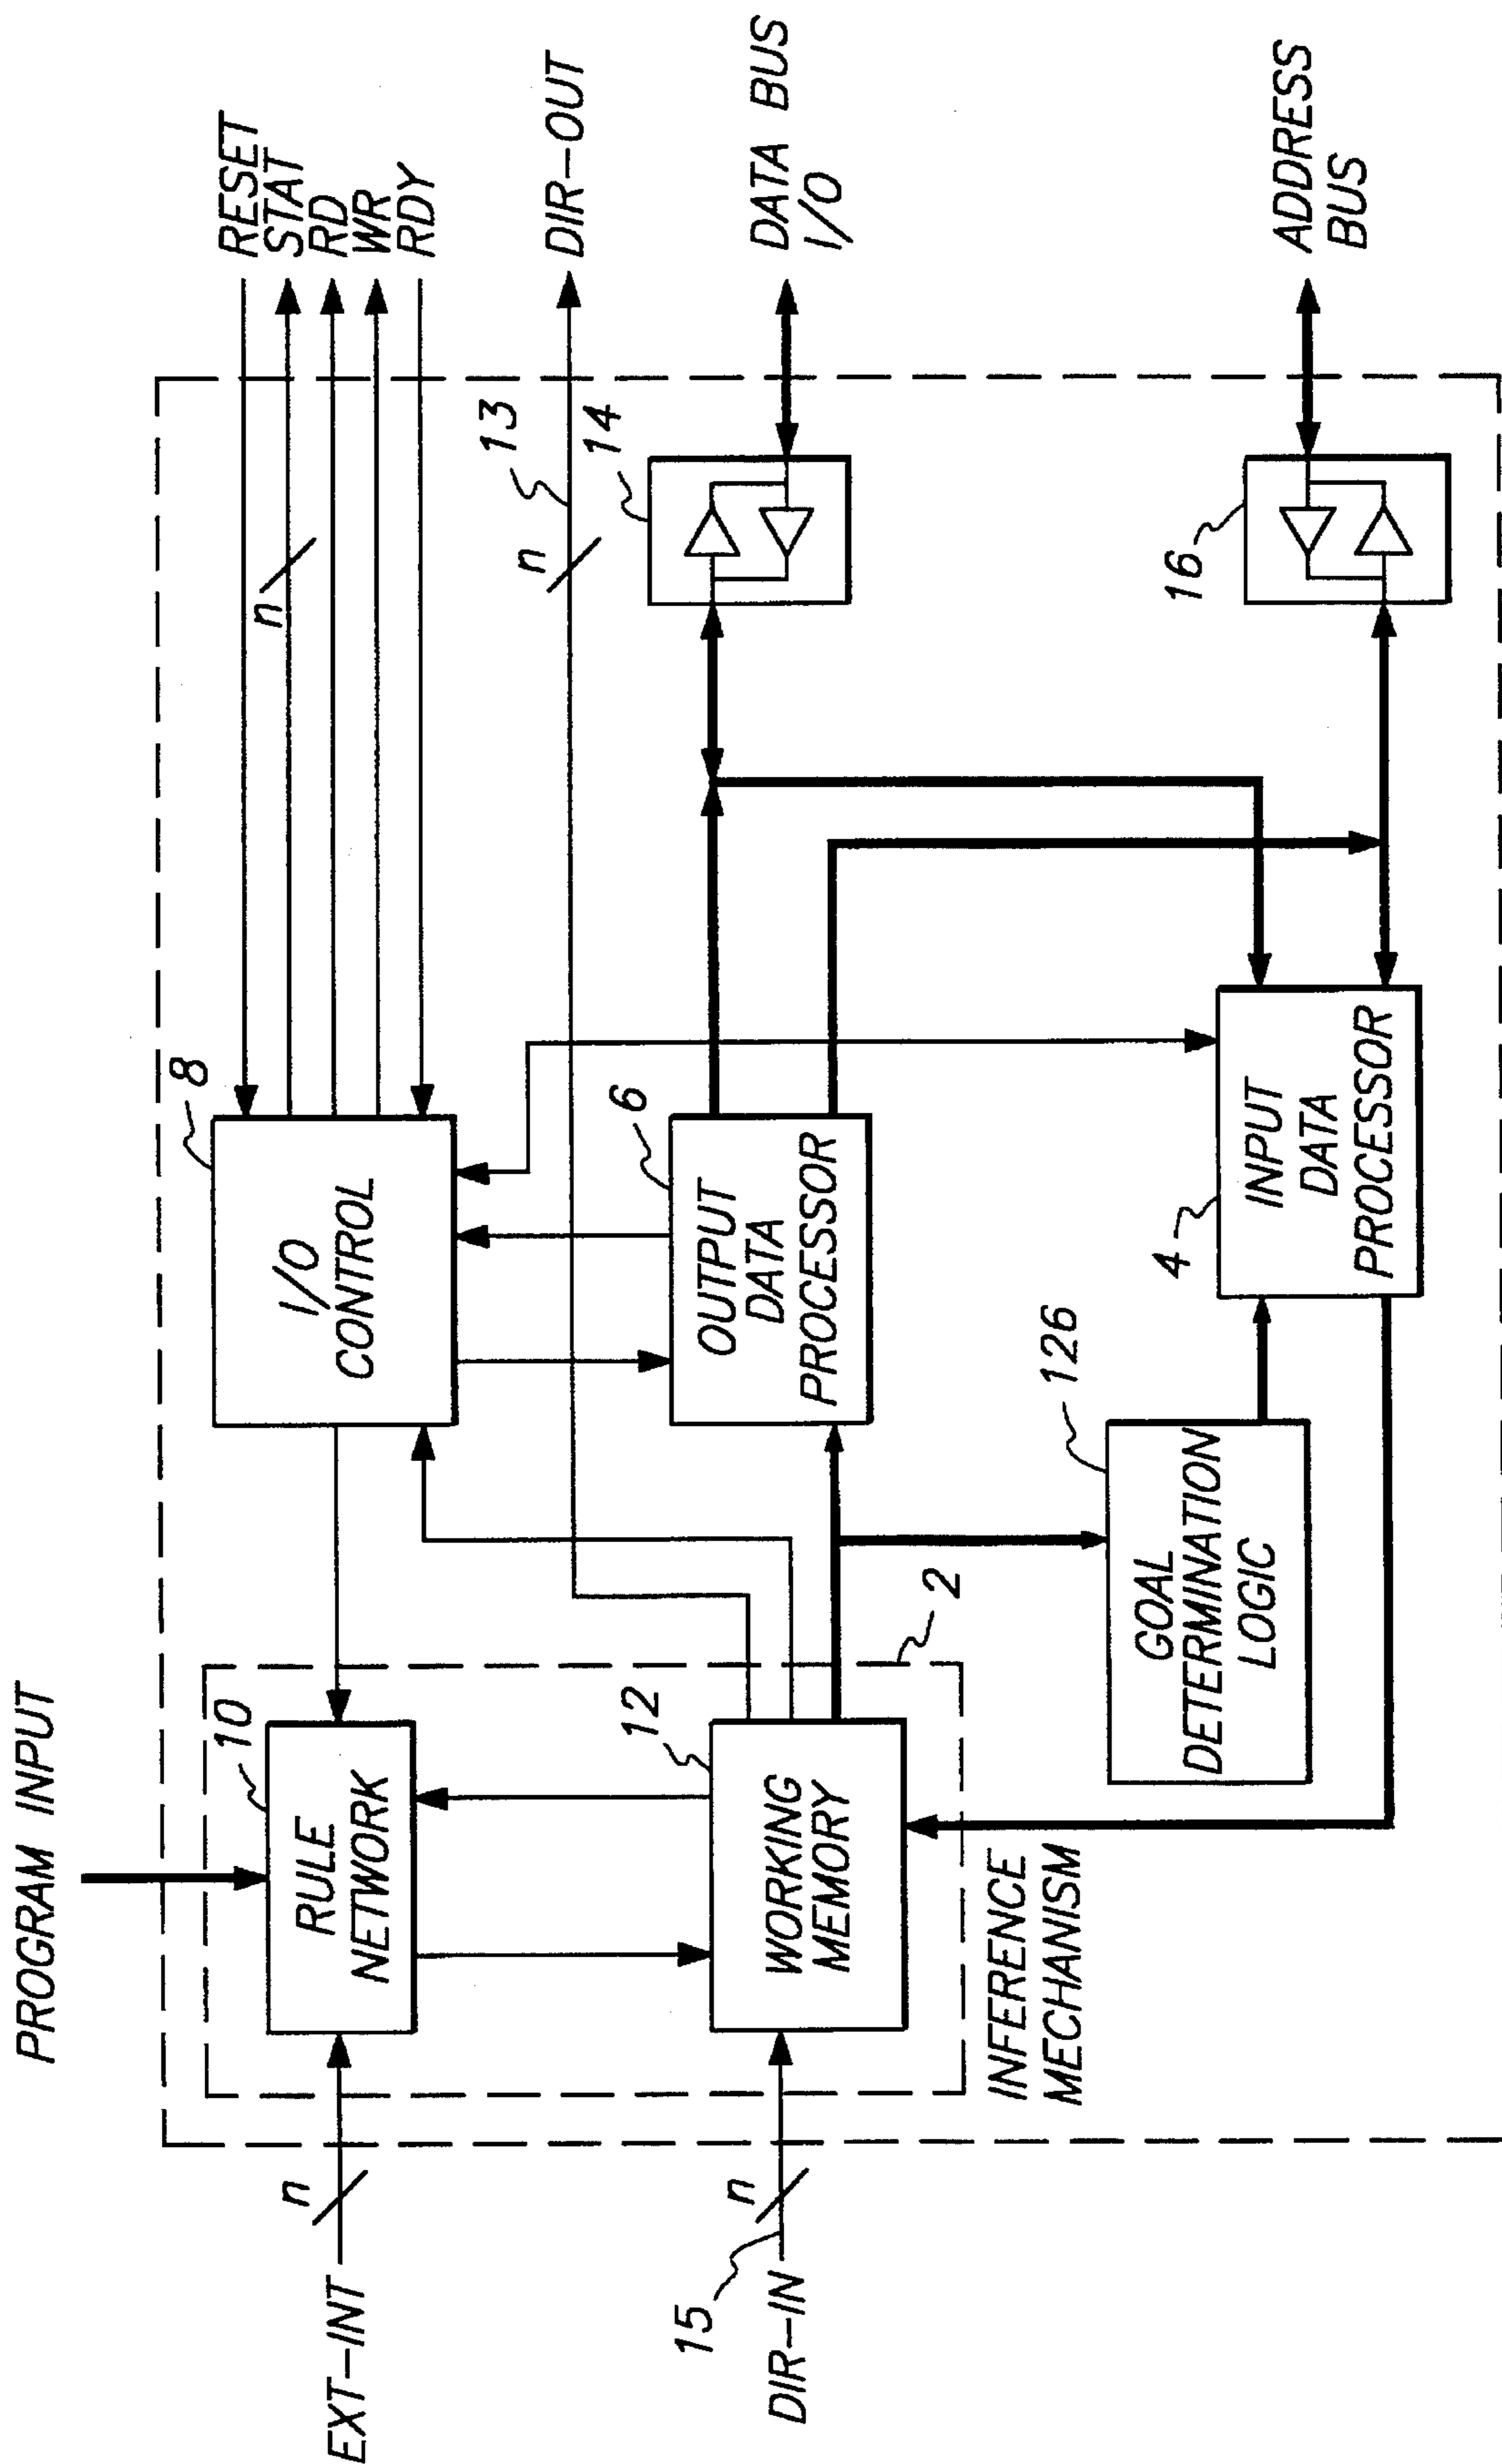 PROGRAM INPUT
EXT-INT
n
10
RULE
NETWORK
8
I/O
CONTROL
n
RESET
STAT
RD
WR
RDY
13
n
DIR-OUT
15
DIR-IN
n
12
WORKING
MEMORY
2
INFERENCE
MECHANISM
6
OUTPUT
DATA
PROCESSOR
14
DATA BUS
I/O
126
GOAL
DETERMINATION
LOGIC
4
INPUT
DATA
PROCESSOR
16
ADDRESS
BUS